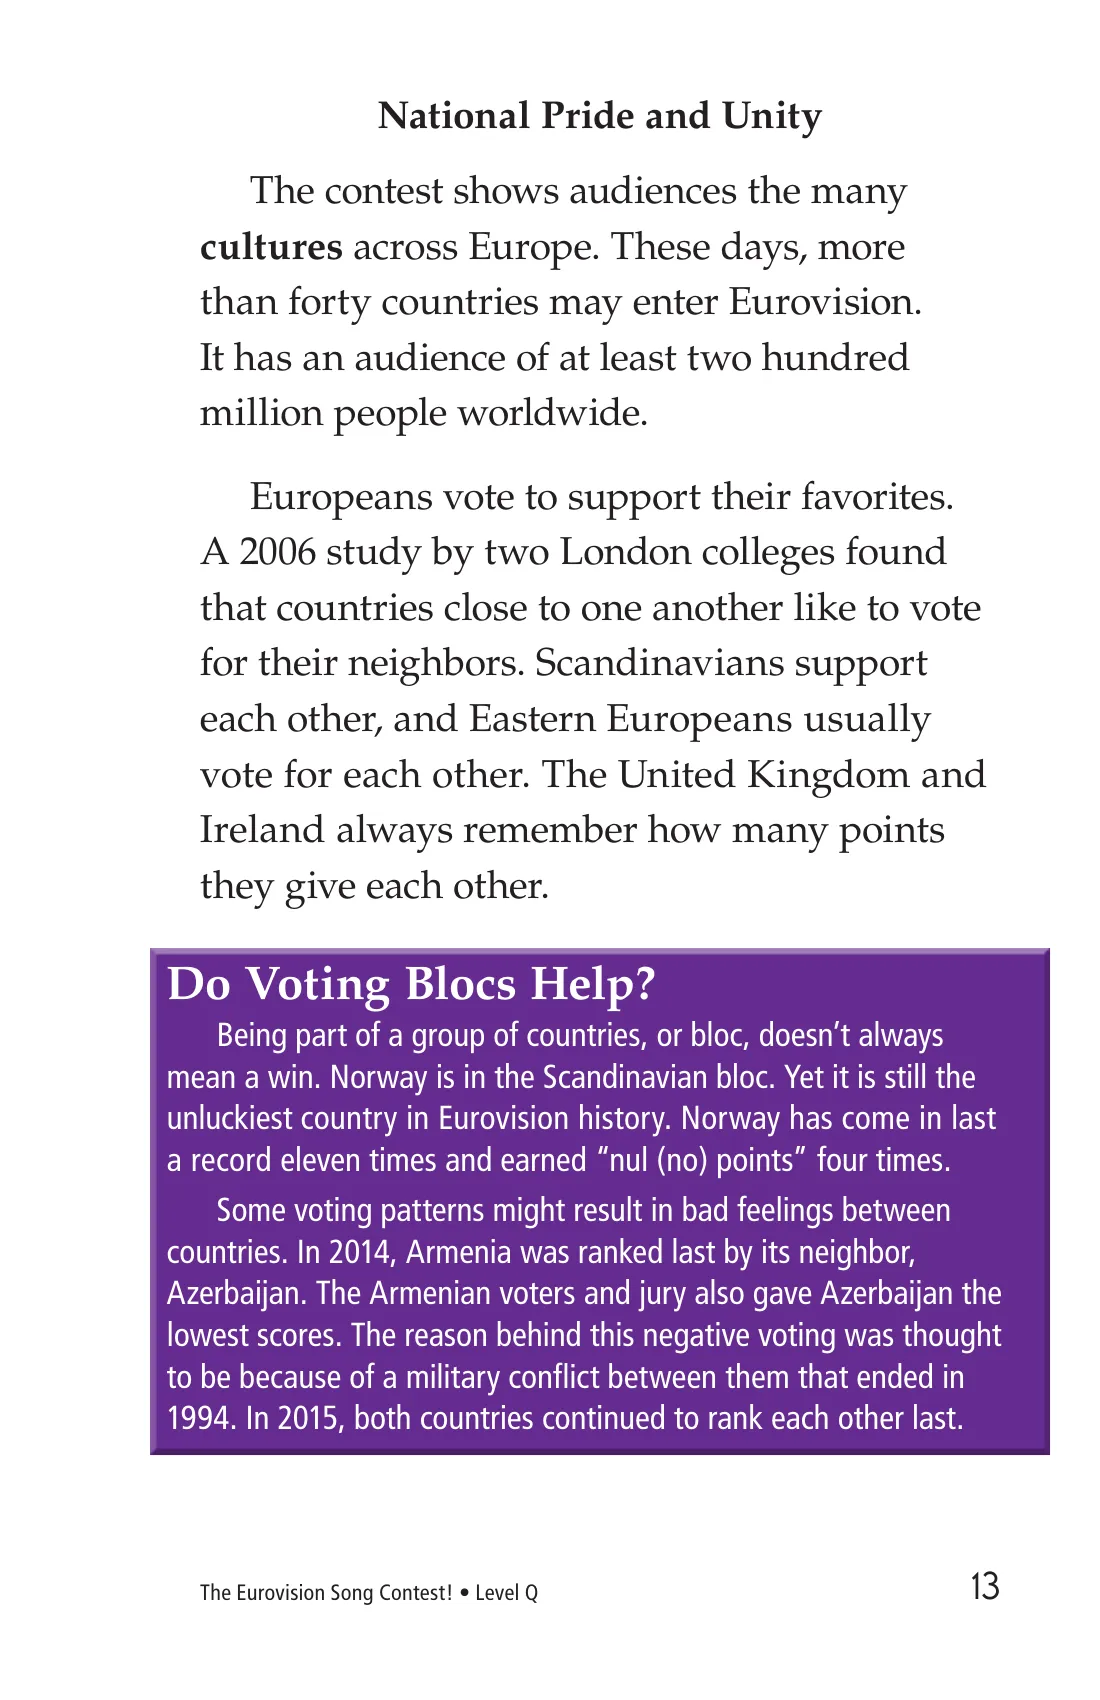 National Pride and Unity
The contest shows audiences the many
cultures across Europe. These days, more
than forty countries may enter Eurovision.
It has an audience of at least two hundred
million people worldwide.
Europeans vote to support their favorites.
A 2006 study by two London colleges found
that countries close to one another like to vote
for their neighbors. Scandinavians support
each other, and Eastern Europeans usually
vote for each other. The United Kingdom and
Ireland always remember how many points
they give each other.
Do Voting Blocs Help?
Being part of a group of countries, or bloc, doesn’t always
mean a win. Norway is in the Scandinavian bloc. Yet it is still the
unluckiest country in Eurovision history. Norway has come in last
a record eleven times and earned “nul (no) points” four times.
Some voting patterns might result in bad feelings between
countries. In 2014, Armenia was ranked last by its neighbor,
Azerbaijan. The Armenian voters and jury also gave Azerbaijan the
lowest scores. The reason behind this negative voting was thought
to be because of a military conflict between them that ended in
1994. In 2015, both countries continued to rank each other last.
The Eurovision Song Contest! • Level Q
13